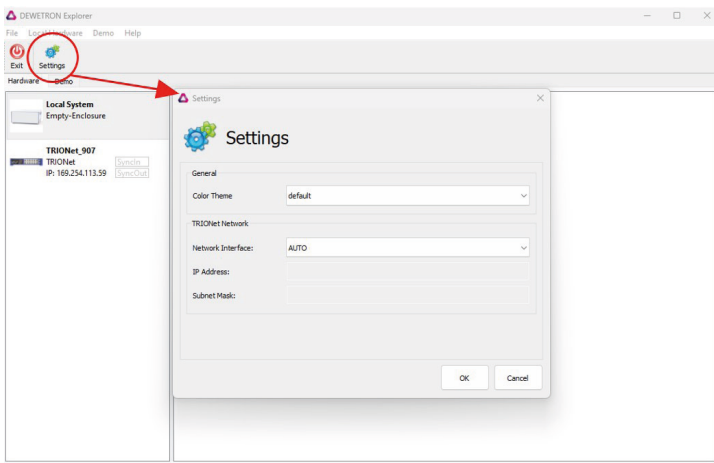 DEWETRON Explorer
File Local Hardware Demo Help
Exit Settings
Hardware Demo
Local System
Empty-Enclosure
TRIONet_907
TRIONet SyncIn
IP: 169.254.113.59 SyncOut
Settings
Settings
General
Color Theme default
TRIONet Network
Network Interface: AUTO
IP Address:
Subnet Mask:
OK Cancel